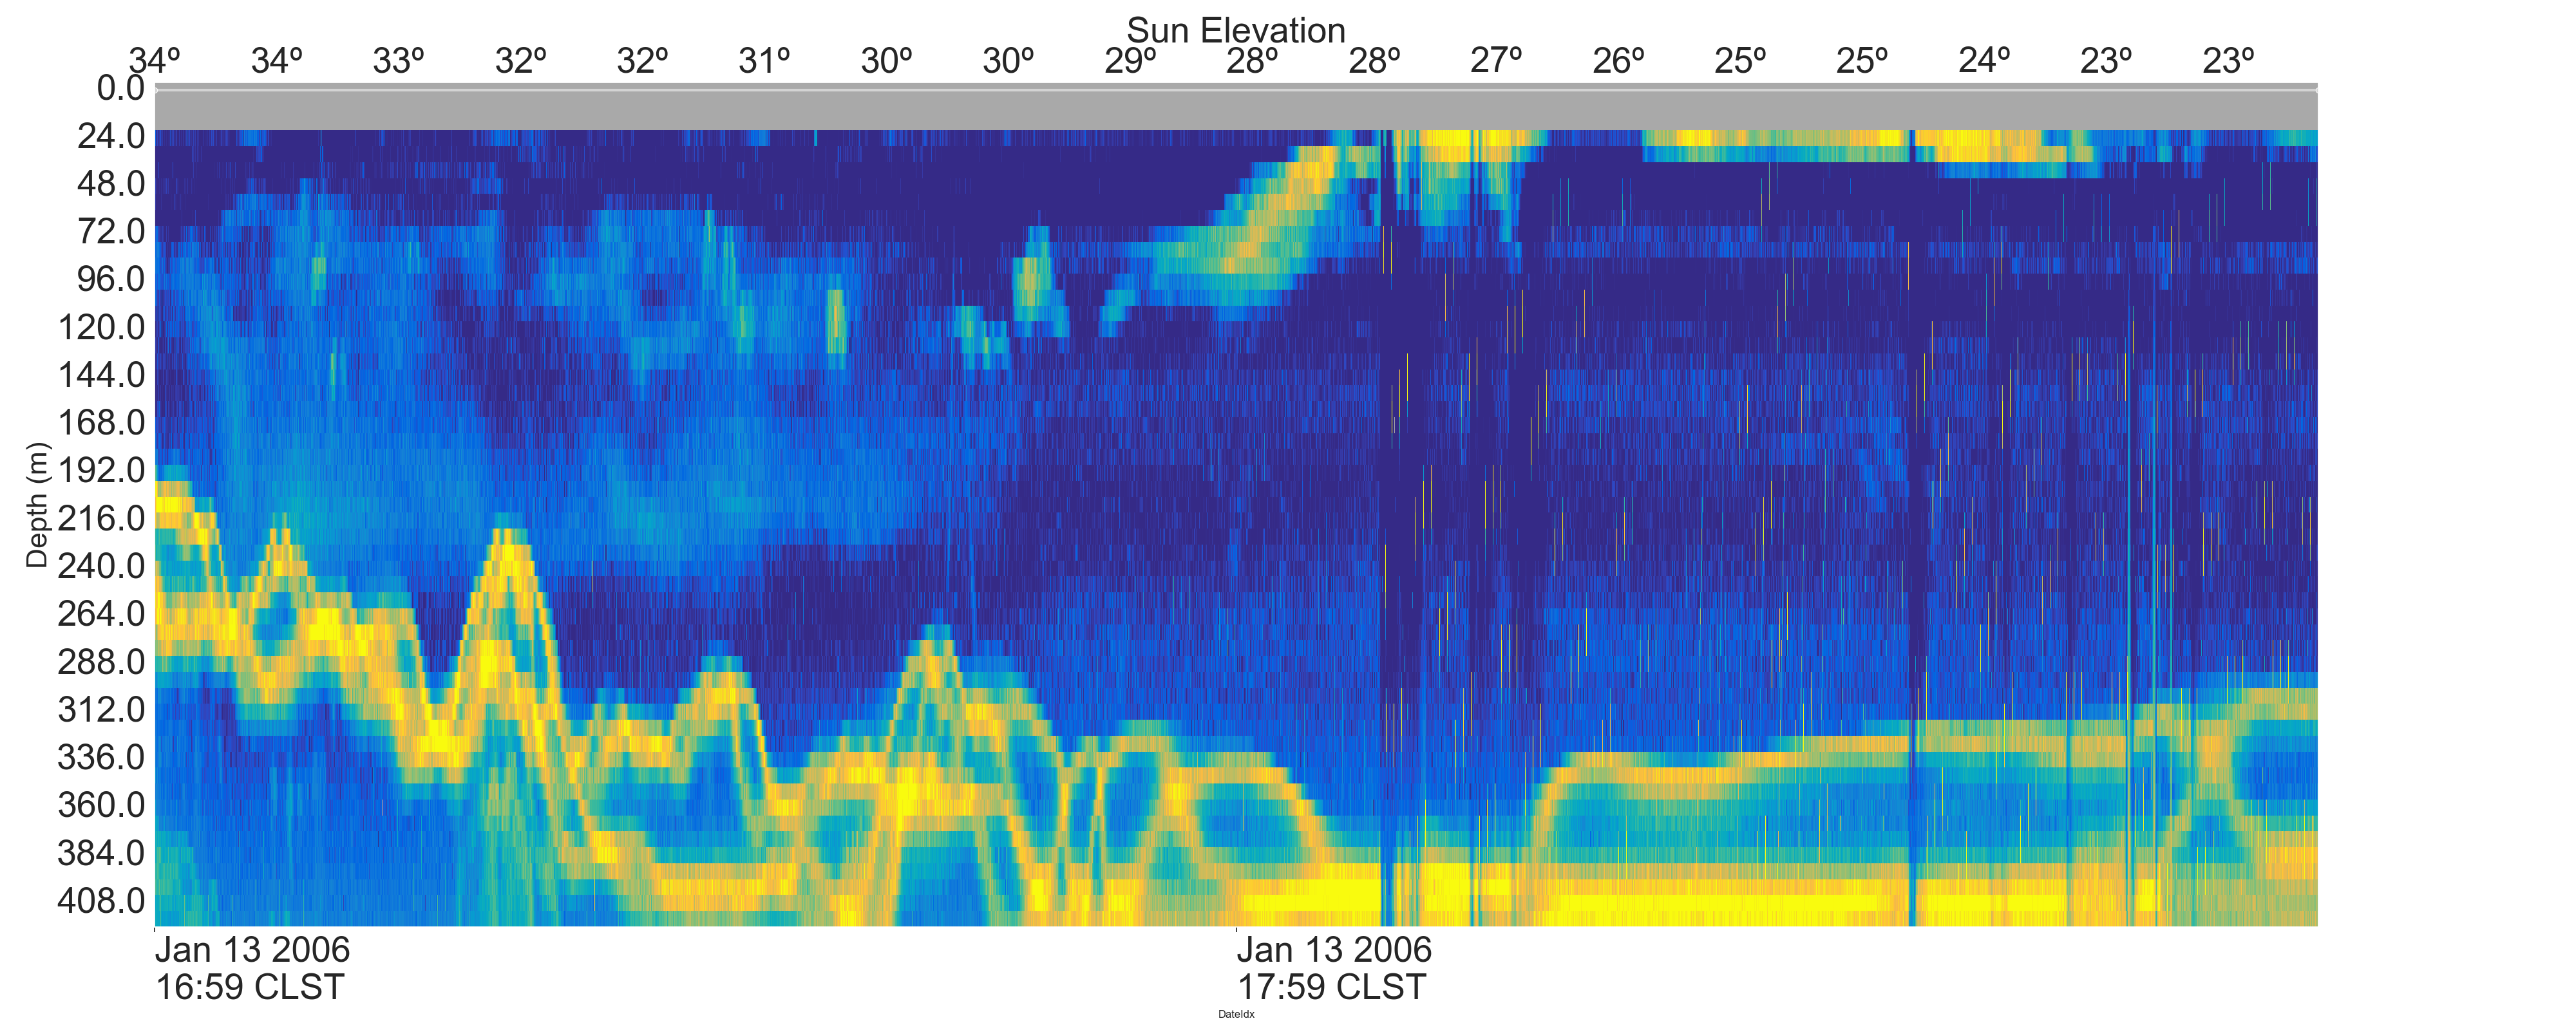 Sun Elevation
34º 34º 33º 32º 32º 31º 30º 30º 29º 28º 28º 27º 26º 25º 25º 24º 23º 23º
0.0
24.0
48.0
72.0
96.0
120.0
144.0
168.0
192.0
216.0
240.0
264.0
288.0
312.0
336.0
360.0
384.0
408.0
Depth (m)
Jan 13 2006
16:59 CLST
Jan 13 2006
17:59 CLST
DateIdx